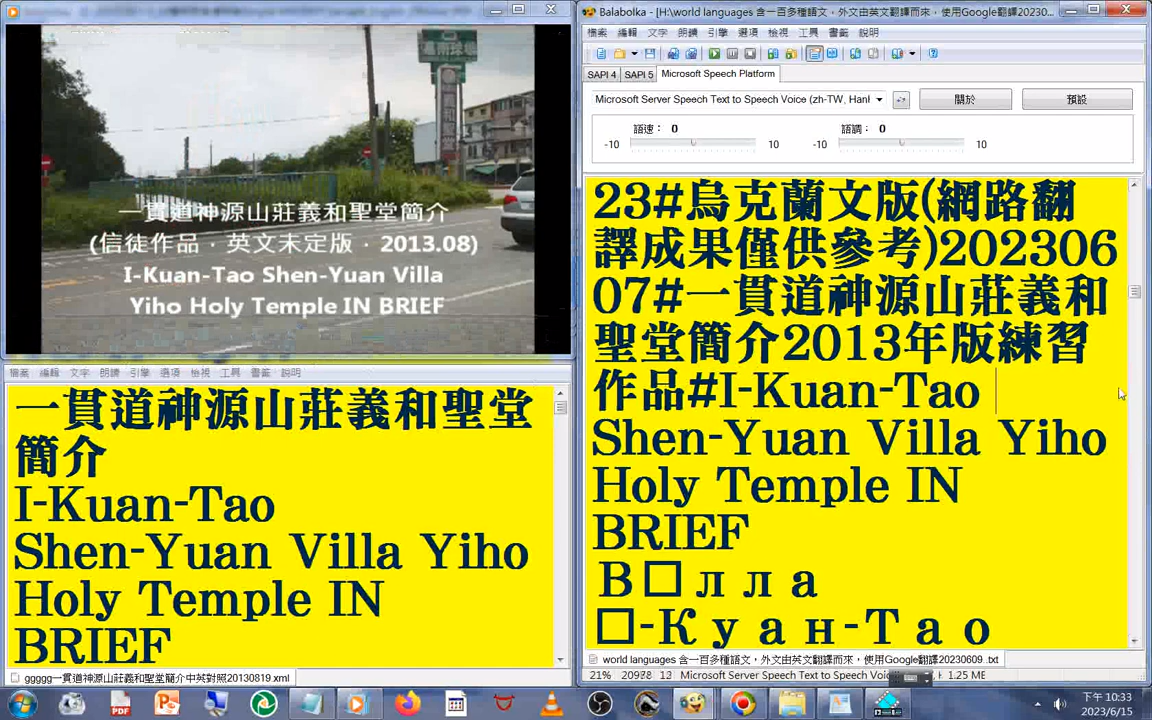 一貫道神源山莊義和聖堂簡介
(信徒作品．英文未定版．2013.08)
I-Kuan-Tao Shen-Yuan Villa
Yiho Holy Temple IN BRIEF
檔案 編輯 文字 朗讀 引擎 選項 檢視 工具 書籤 說明
一貫道神源山莊義和聖堂
簡介
I-Kuan-Tao
Shen-Yuan Villa Yiho
Holy Temple IN
BRIEF
ggggg一貫道神源山莊義和聖堂簡介中英對照20130819.xml
Balabolka - [H:\world languages 含一百多種語文，外文由英文翻譯而來，使用Google翻譯20230...
檔案 編輯 文字 朗讀 引擎 選項 檢視 工具 書籤 說明
SAPI 4 SAPI 5 Microsoft Speech Platform
Microsoft Server Speech Text to Speech Voice (zh-TW, Hanl
關於 預設
語速： 0 語調： 0
-10 10 -10 10
23#烏克蘭文版(網路翻
譯成果僅供參考)202306
07#一貫道神源山莊義和
聖堂簡介2013年版練習
作品#I-Kuan-Tao
Shen-Yuan Villa Yiho
Holy Temple IN
BRIEF
В□лла
□-Куан-Тао
world languages 含一百多種語文，外文由英文翻譯而來，使用Google翻譯20230609 .txt
21% 20978 13 Microsoft Speech Platform Microsoft Server Speech Text to Speech Voic 1.25 MB
下午 10:33
2023/6/15